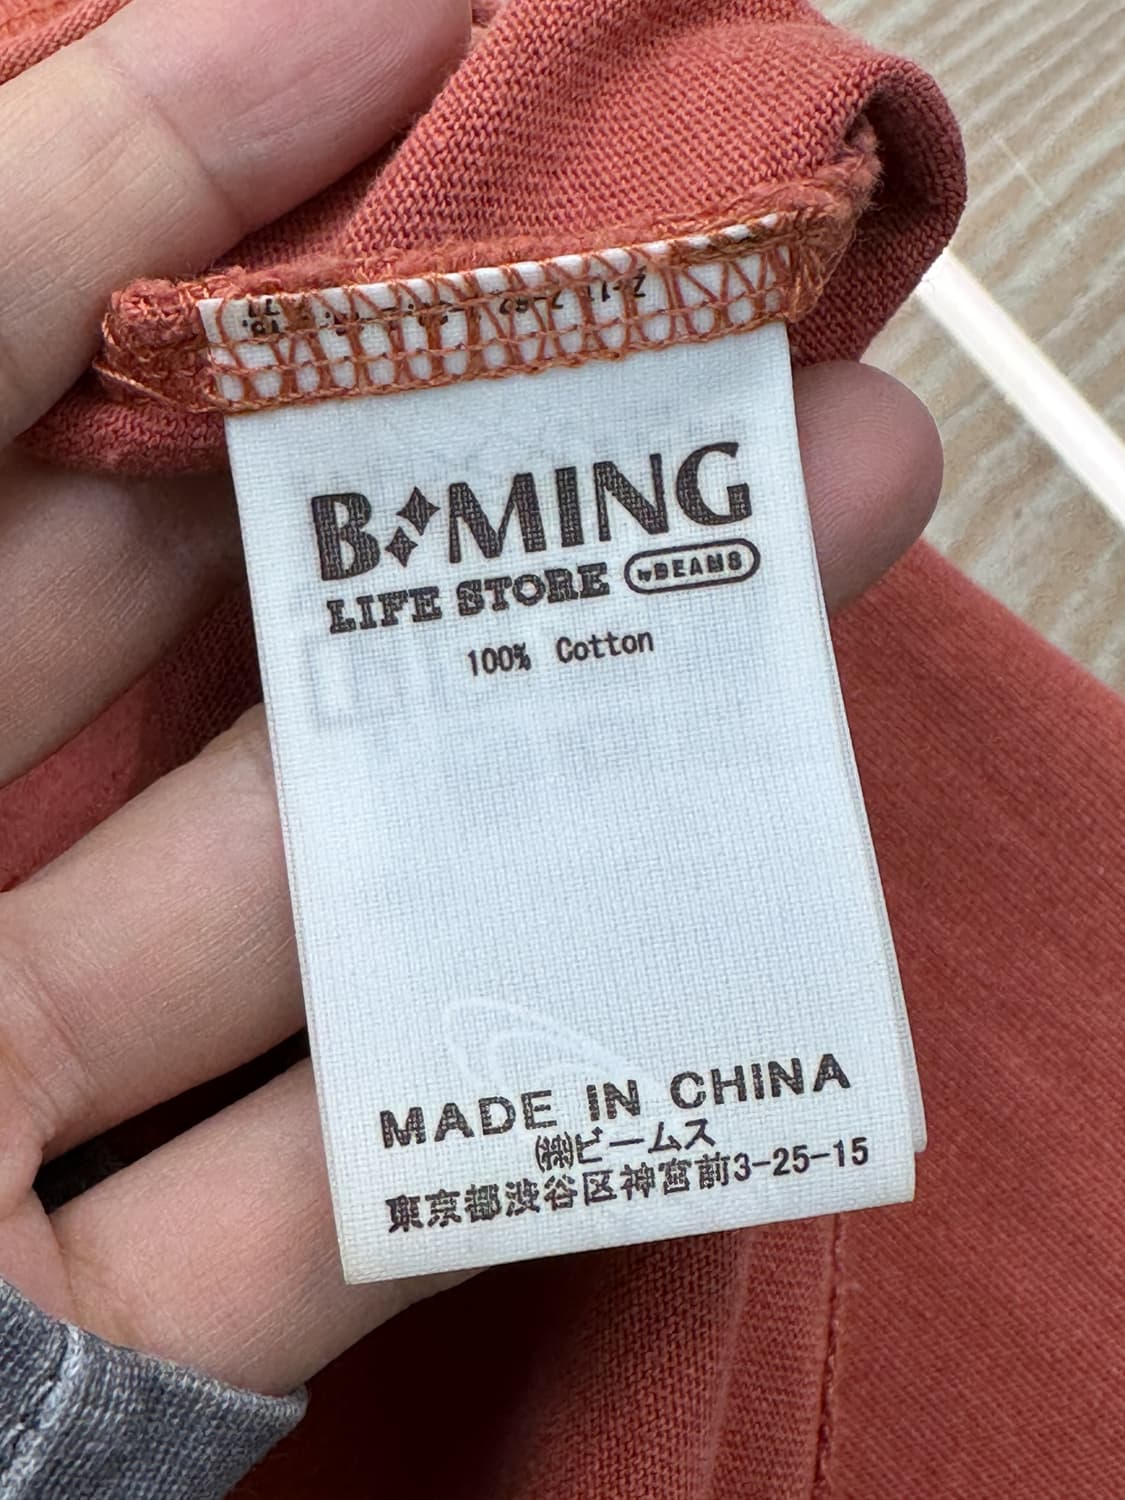 B MING
LIFE STORE by BEAMS
100% Cotton
MADE IN CHINA
㈱ビームス
東京都渋谷区神宮前3-25-15